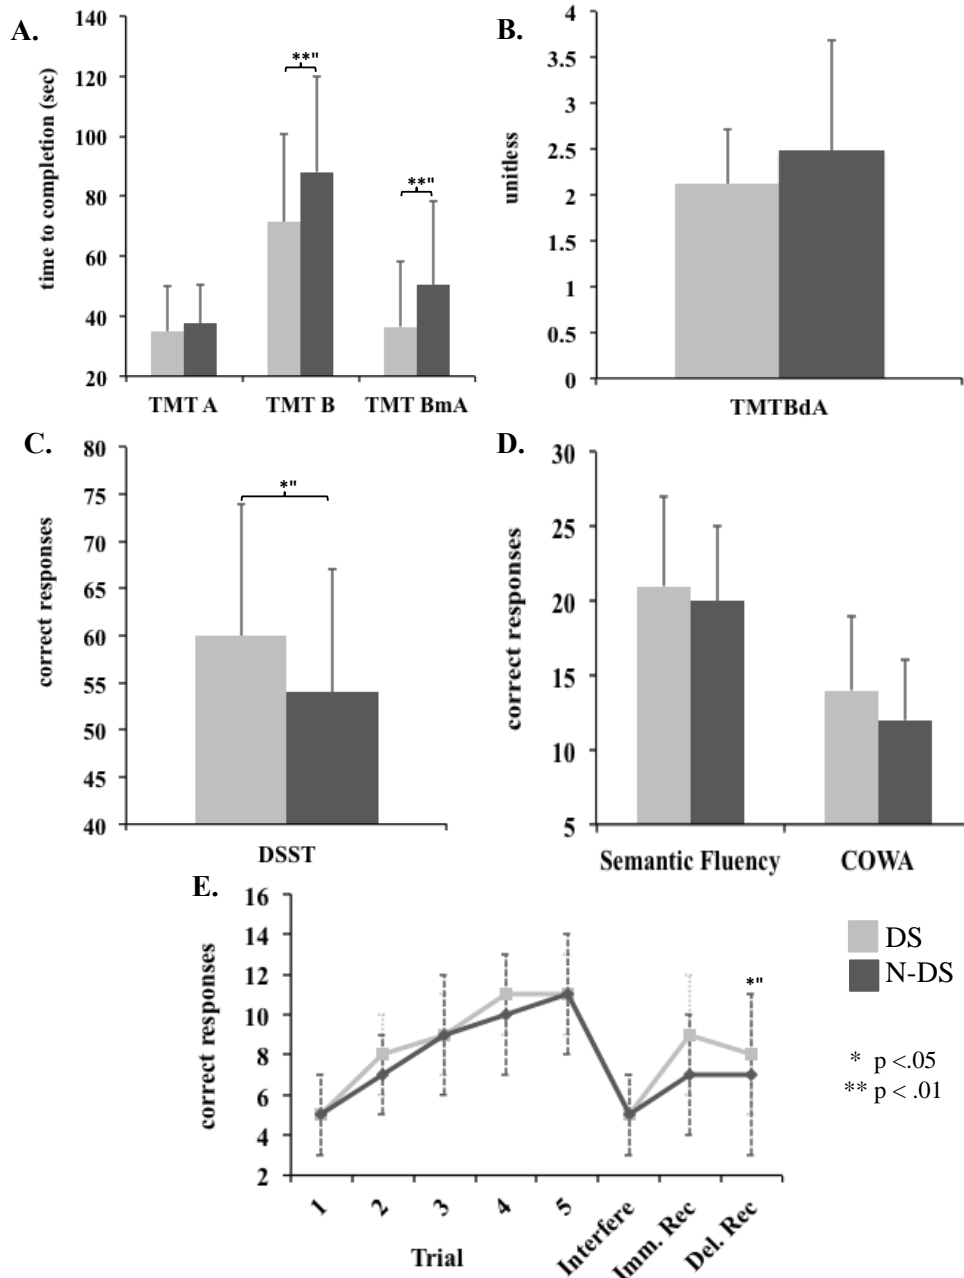 A.
time to completion (sec)
140
120
100
80
60
40
20
**"
**"
TMT A TMT B TMT BmA
B.
unitless
4
3.5
3
2.5
2
1.5
1
0.5
0
TMTBdA
C.
correct responses
80
75
70
65
60
55
50
45
40
*"
DSST
D.
correct responses
30
25
20
15
10
5
Semantic Fluency COWA
E.
correct responses
16
14
12
10
8
6
4
2
*"
1 2 3 4 5 Interfere Imm. Rec Del. Rec
Trial
DS
N-DS
* p <.05
** p < .01